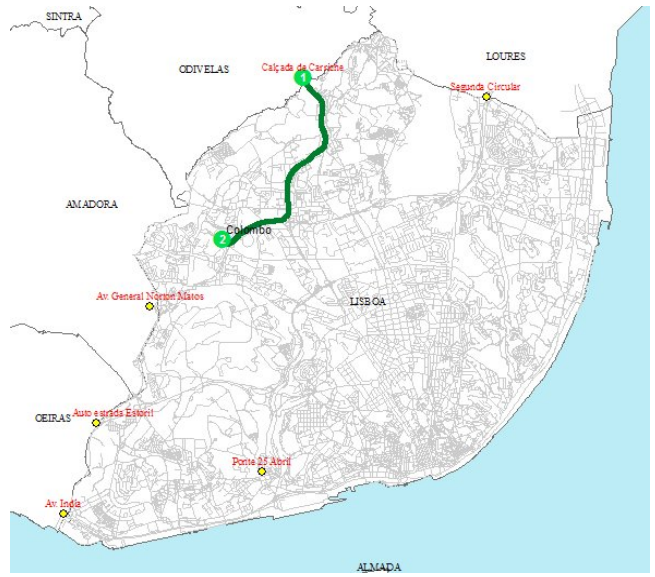 SINTRA
ODIVELAS
LOURES
Calçada de Carriche
1
Segunda Circular
AMADORA
Colombo
2
Av. General Norton Matos
LISBOA
OEIRAS
Auto estrada Estoril
Ponte 25 Abril
Av. India
ALMADA